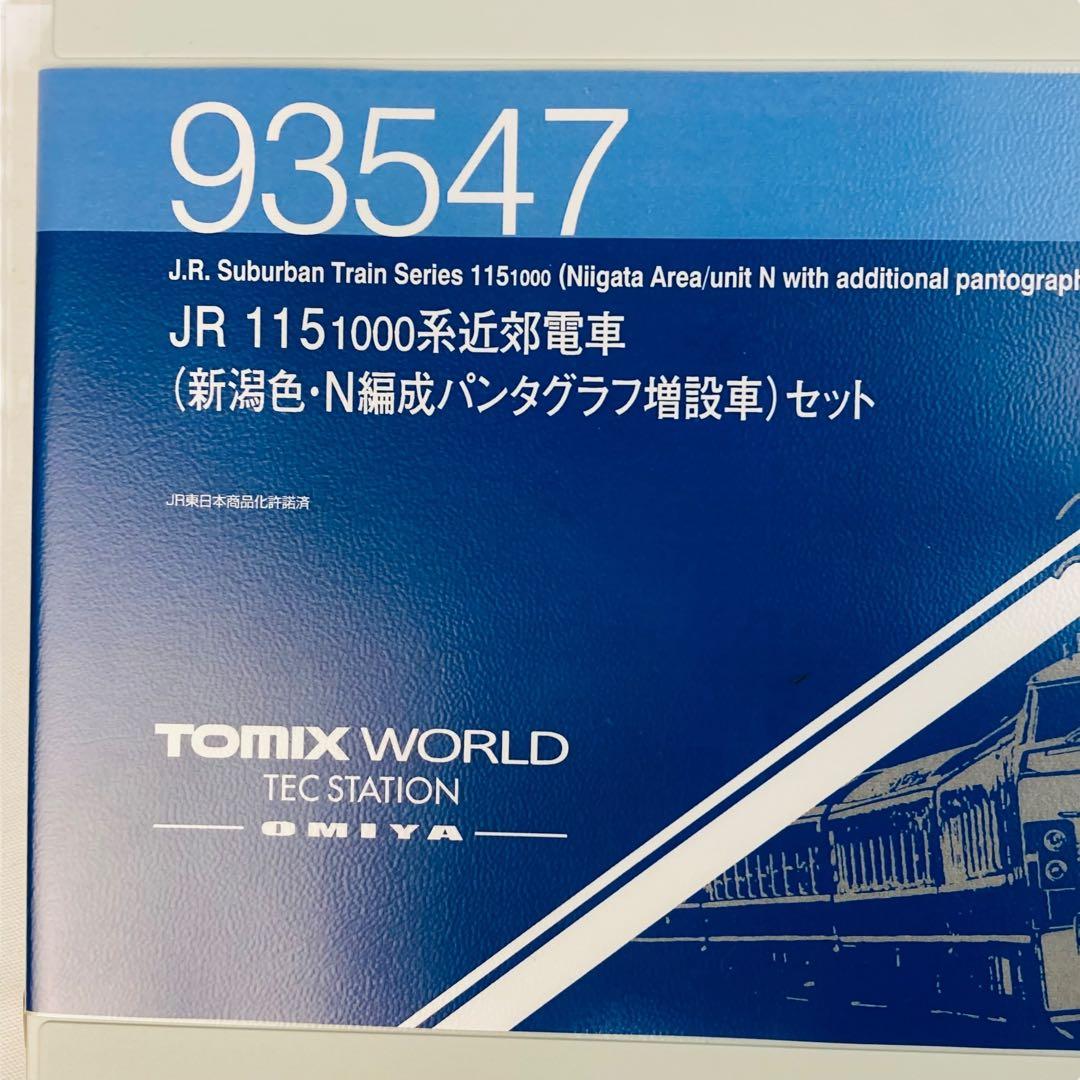 93547
J.R. Suburban Train Series 1151000 (Niigata Area/unit N with additional pantograph
JR 1151000系近郊電車
(新潟色・N編成パンタグラフ増設車)セット
JR東日本商品化許諾済
TOMIX WORLD
TEC STATION
OMIYA